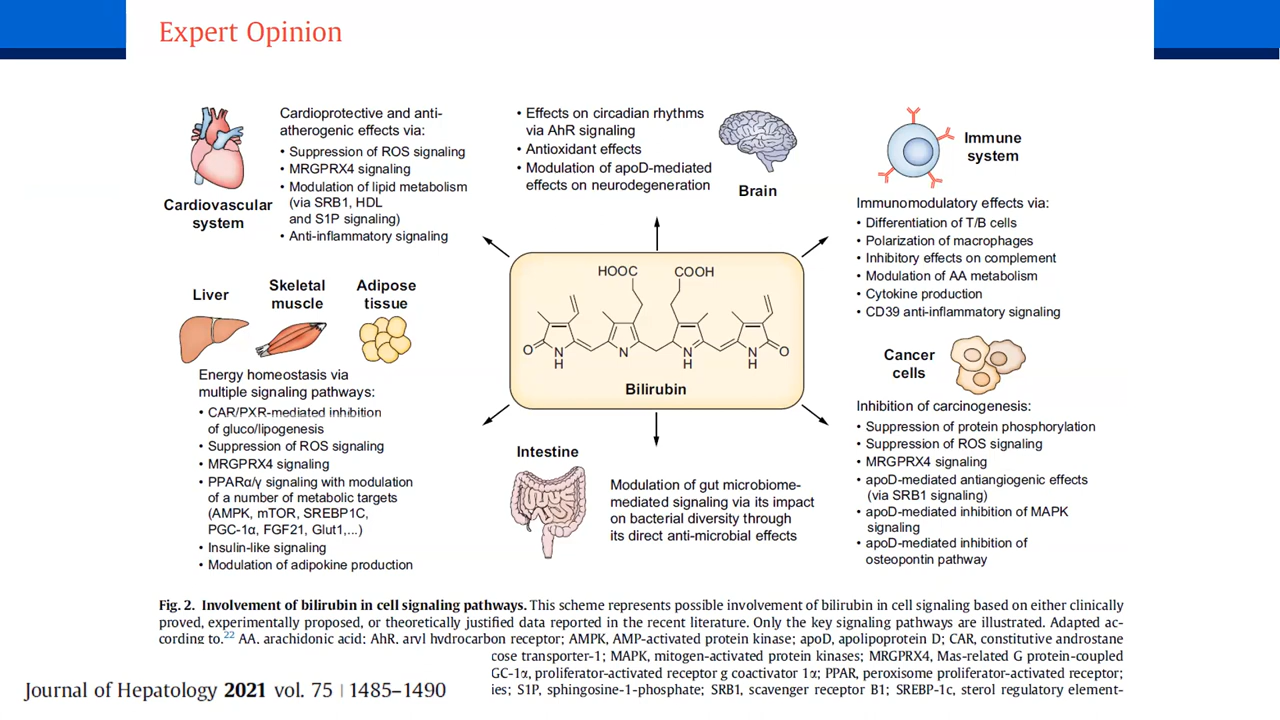 Expert Opinion
Cardiovascular
system
Cardioprotective and anti-
atherogenic effects via:
• Suppression of ROS signaling
• MRGPRX4 signaling
• Modulation of lipid metabolism
(via SRB1, HDL
and S1P signaling)
• Anti-inflammatory signaling
• Effects on circadian rhythms
via AhR signaling
• Antioxidant effects
• Modulation of apoD-mediated
effects on neurodegeneration
Brain
Immune
system
Immunomodulatory effects via:
• Differentiation of T/B cells
• Polarization of macrophages
• Inhibitory effects on complement
• Modulation of AA metabolism
• Cytokine production
• CD39 anti-inflammatory signaling
Liver
Skeletal
muscle
Adipose
tissue
Energy homeostasis via
multiple signaling pathways:
• CAR/PXR-mediated inhibition
of gluco/lipogenesis
• Suppression of ROS signaling
• MRGPRX4 signaling
• PPARα/γ signaling with modulation
of a number of metabolic targets
(AMPK, mTOR, SREBP1C,
PGC-1α, FGF21, Glut1,...)
• Insulin-like signaling
• Modulation of adipokine production
HOOC COOH
O N H N N H N H O
Bilirubin
Intestine
Modulation of gut microbiome-
mediated signaling via its impact
on bacterial diversity through
its direct anti-microbial effects
Cancer
cells
Inhibition of carcinogenesis:
• Suppression of protein phosphorylation
• Suppression of ROS signaling
• MRGPRX4 signaling
• apoD-mediated antiangiogenic effects
(via SRB1 signaling)
• apoD-mediated inhibition of MAPK
signaling
• apoD-mediated inhibition of
osteopontin pathway
Fig. 2. Involvement of bilirubin in cell signaling pathways. This scheme represents possible involvement of bilirubin in cell signaling based on either clinically
proved, experimentally proposed, or theoretically justified data reported in the recent literature. Only the key signaling pathways are illustrated. Adapted ac-
cording to.22 AA, arachidonic acid; AhR, aryl hydrocarbon receptor; AMPK, AMP-activated protein kinase; apoD, apolipoprotein D; CAR, constitutive androstane
cose transporter-1; MAPK, mitogen-activated protein kinases; MRGPRX4, Mas-related G protein-coupled
GC-1α, proliferator-activated receptor g coactivator 1α; PPAR, peroxisome proliferator-activated receptor;
ies; S1P, sphingosine-1-phosphate; SRB1, scavenger receptor B1; SREBP-1c, sterol regulatory element-
Journal of Hepatology 2021 vol. 75 | 1485–1490